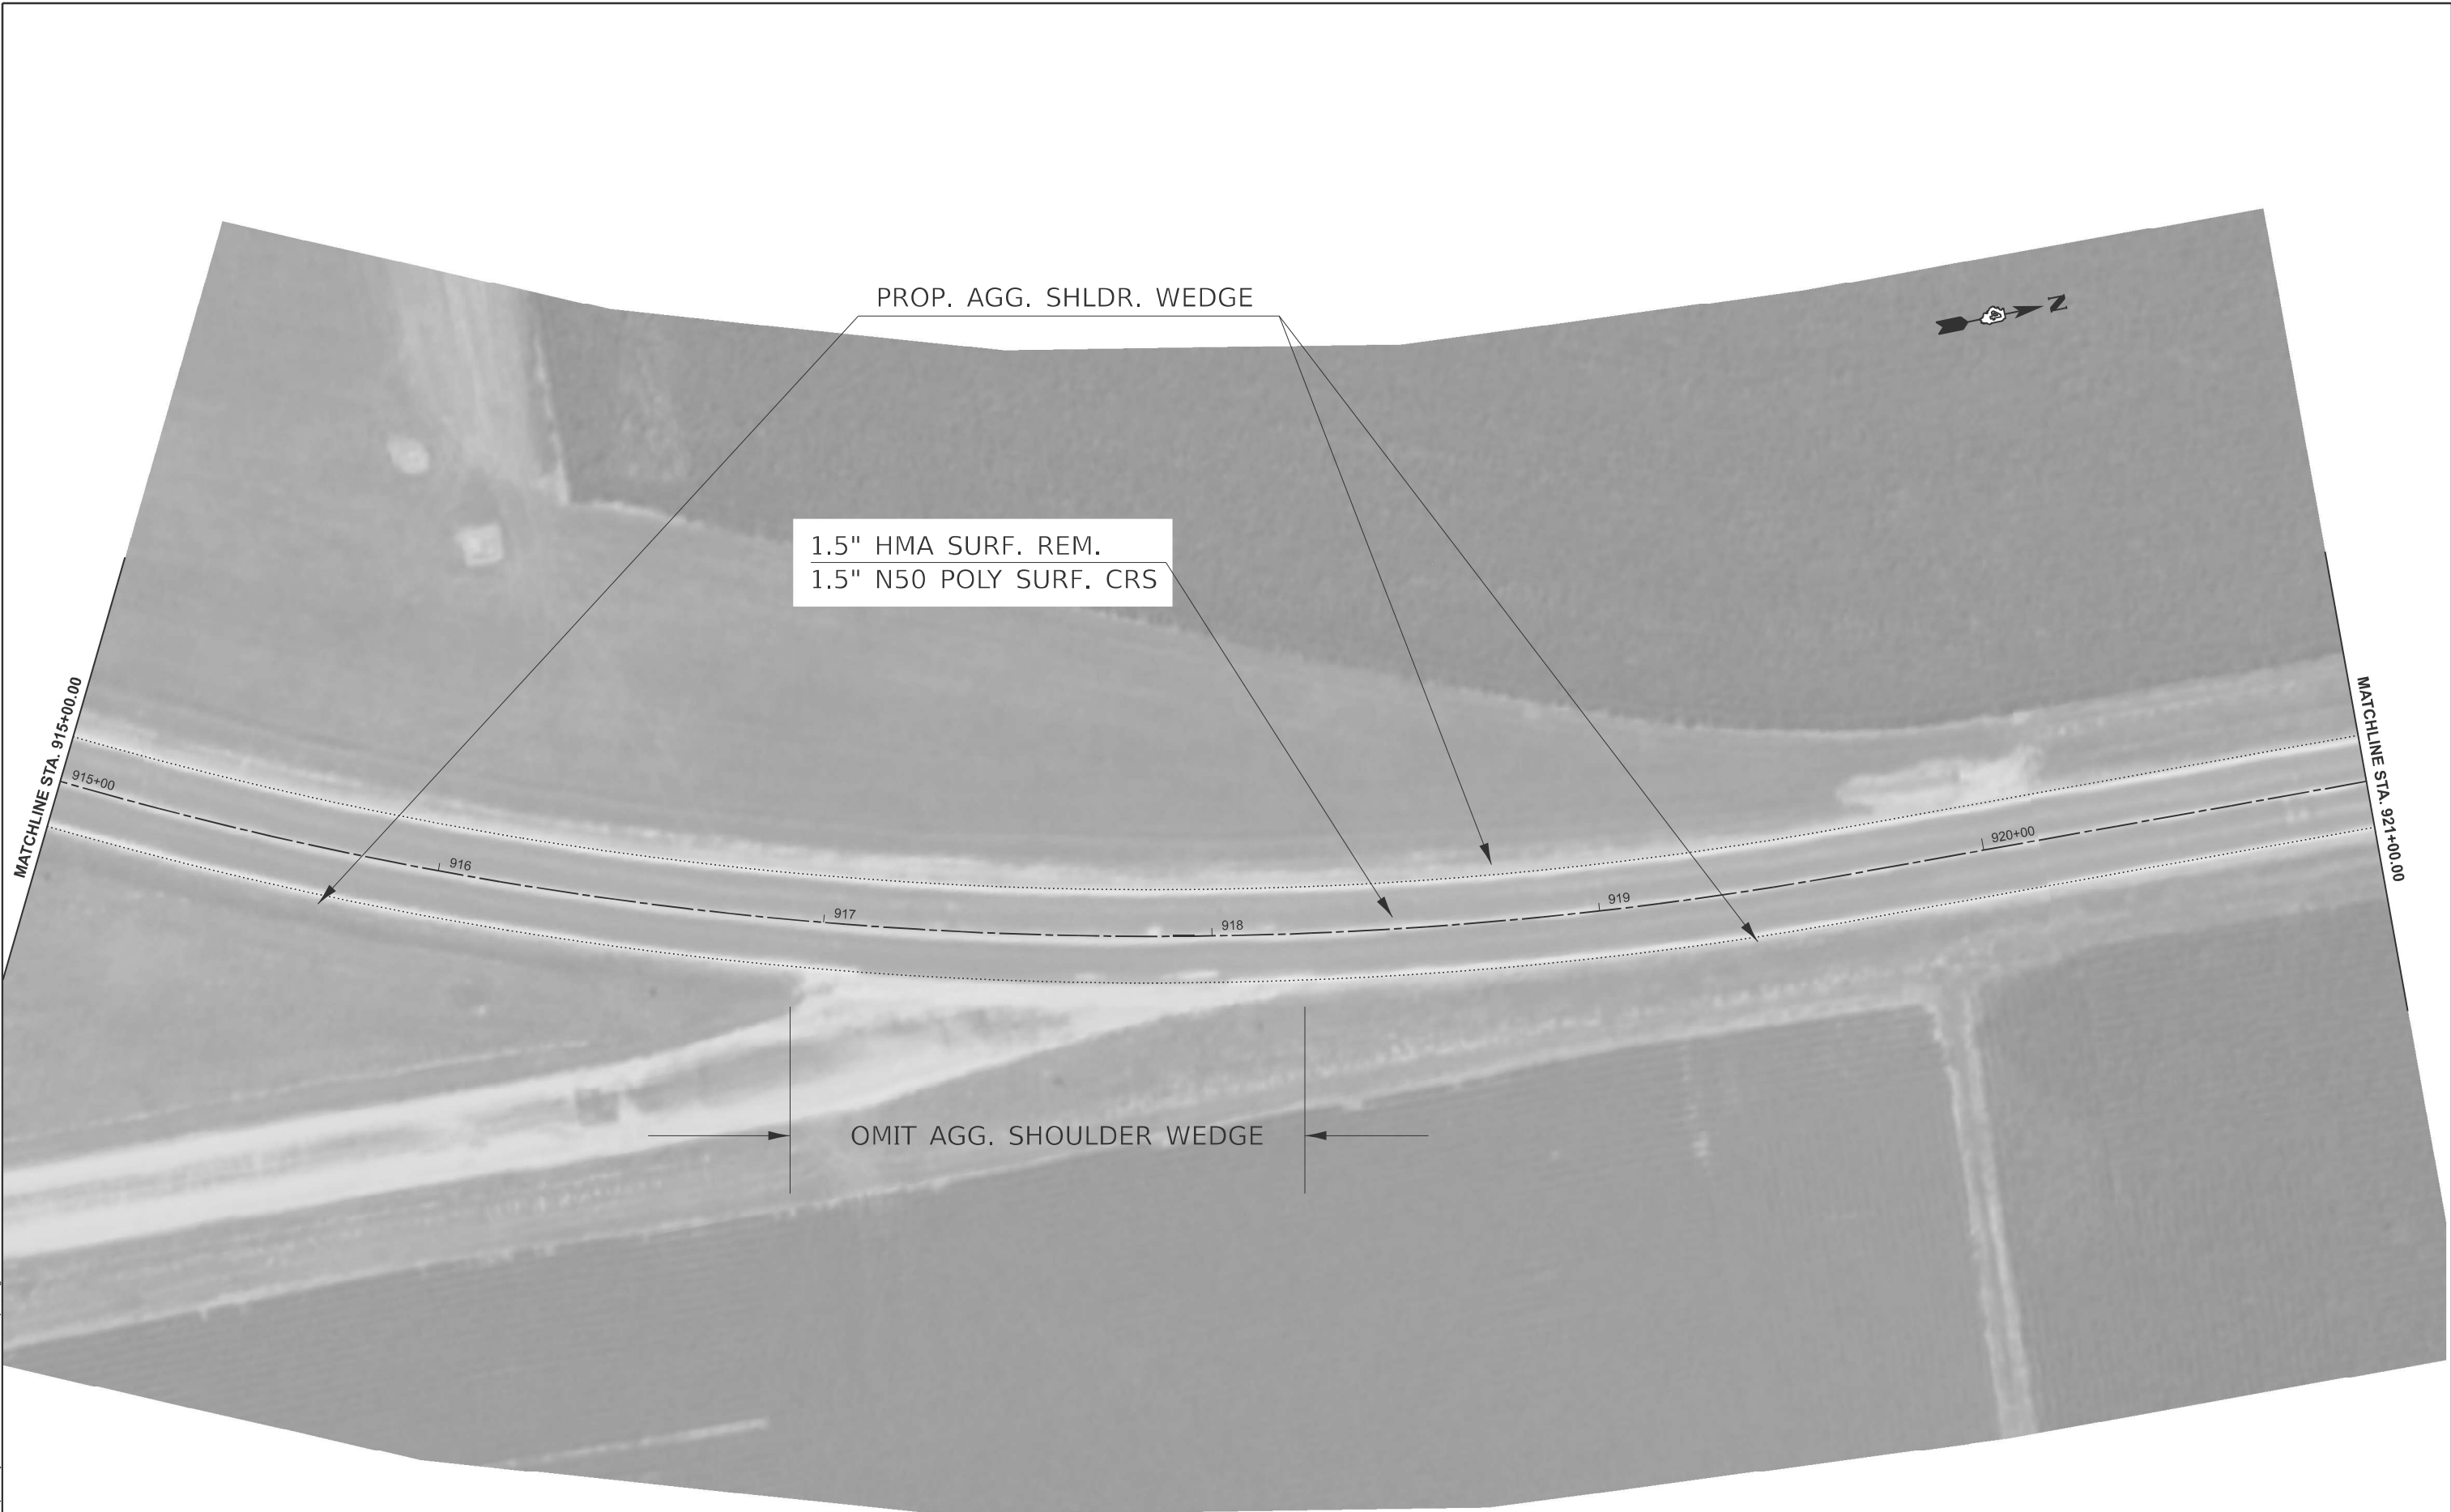 PROP. AGG. SHLDR. WEDGE
N
1.5" HMA SURF. REM.
1.5" N50 POLY SURF. CRS
MATCHLINE STA. 915+00.00
915+00
916
917
918
919
920+00
MATCHLINE STA. 921+00.00
OMIT AGG. SHOULDER WEDGE